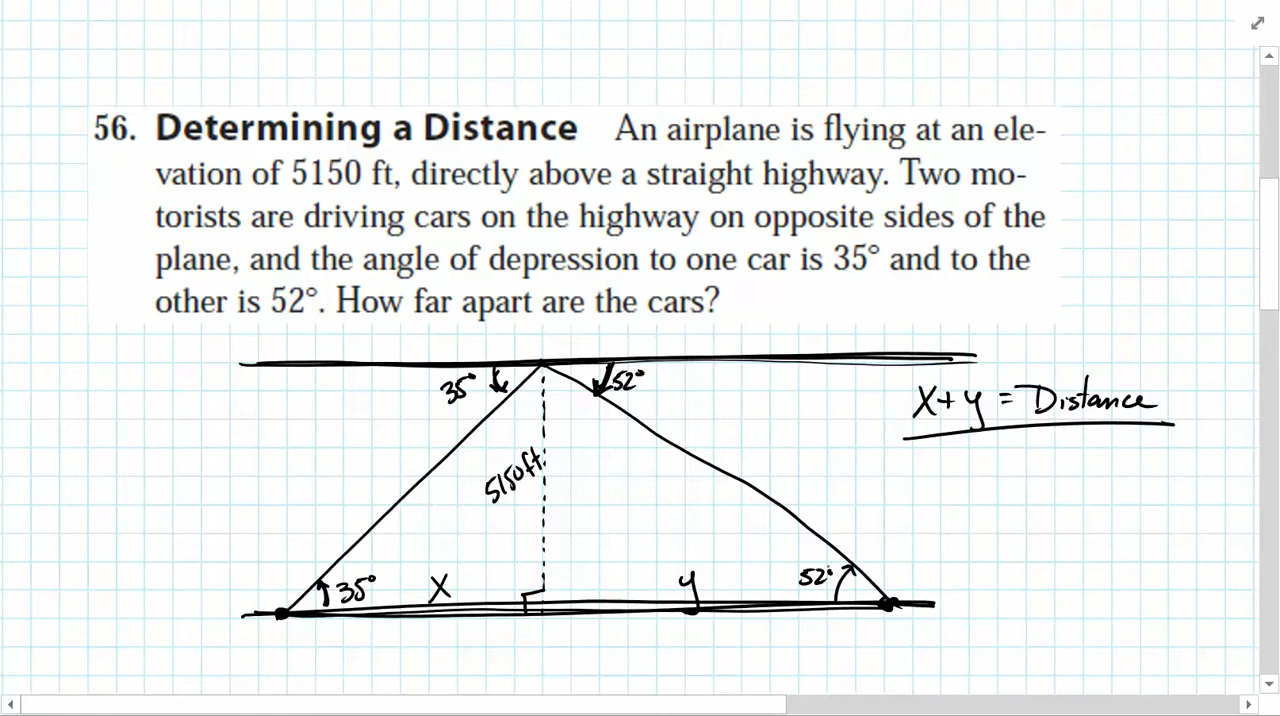 56. Determining a Distance An airplane is flying at an ele-
vation of 5150 ft, directly above a straight highway. Two mo-
torists are driving cars on the highway on opposite sides of the
plane, and the angle of depression to one car is 35° and to the
other is 52°. How far apart are the cars?
35° 52°
x + y = Distance
5150ft.
35° x y 52°